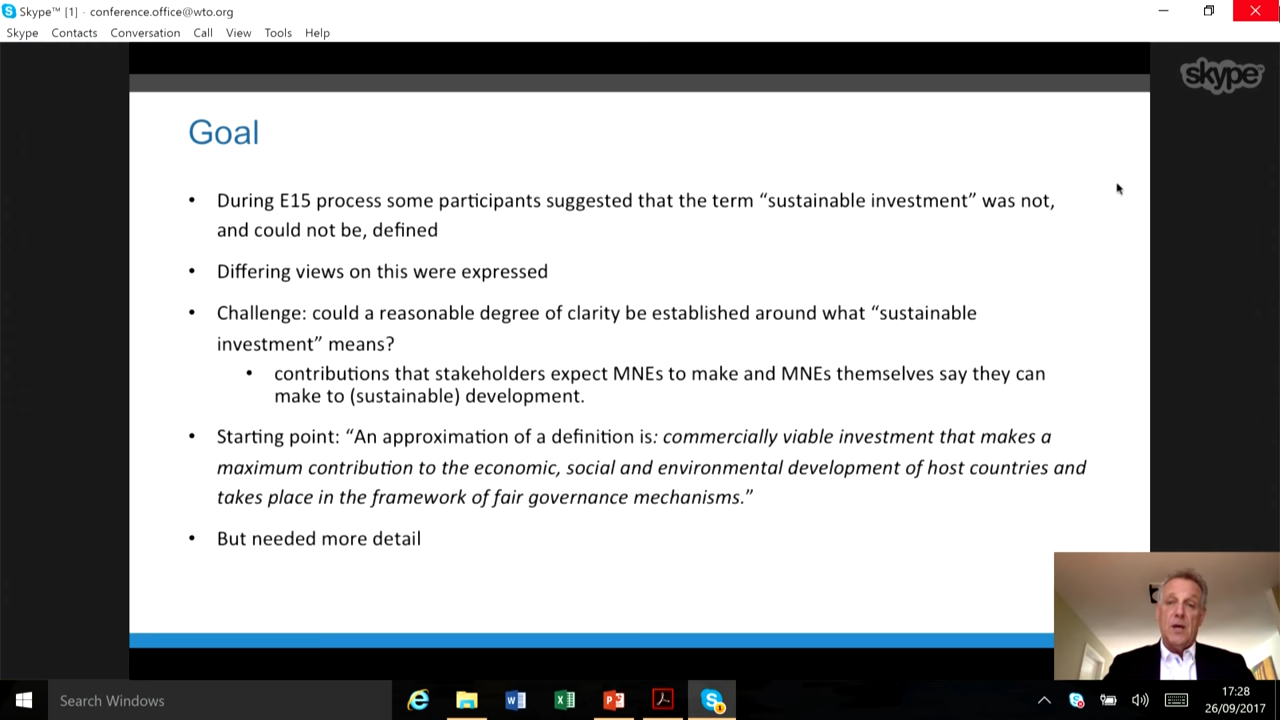 Skype™ [1] - conference.office@wto.org
Skype Contacts Conversation Call View Tools Help
skype™
Goal
• During E15 process some participants suggested that the term “sustainable investment” was not,
and could not be, defined
• Differing views on this were expressed
• Challenge: could a reasonable degree of clarity be established around what “sustainable
investment” means?
• contributions that stakeholders expect MNEs to make and MNEs themselves say they can
make to (sustainable) development.
• Starting point: “An approximation of a definition is: commercially viable investment that makes a
maximum contribution to the economic, social and environmental development of host countries and
takes place in the framework of fair governance mechanisms.”
• But needed more detail
Search Windows
17:28
26/09/2017